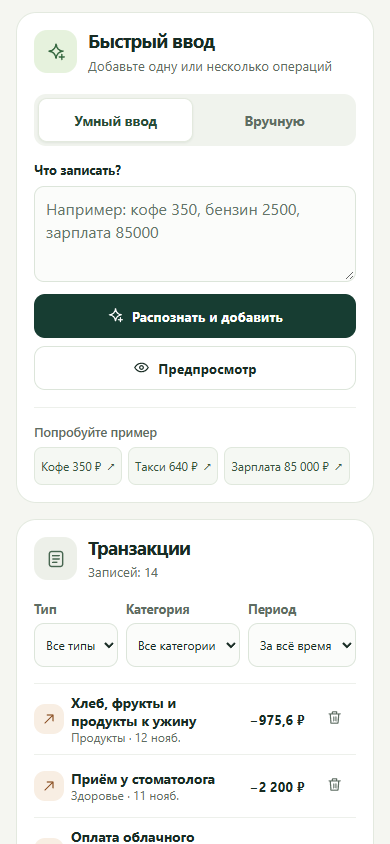 Быстрый ввод
Добавьте одну или несколько операций
Умный ввод
Вручную
Что записать?
Например: кофе 350, бензин 2500,
зарплата 85000
Распознать и добавить
Предпросмотр
Попробуйте пример
Кофе 350 ₽ ↗
Такси 640 ₽ ↗
Зарплата 85 000 ₽ ↗
Транзакции
Записей: 14
Тип
Категория
Период
Все типы
Все категории
За всё время
Хлеб, фрукты и
продукты к ужину
−975,6 ₽
Продукты · 12 нояб.
Приём у стоматолога
−2 200 ₽
Здоровье · 11 нояб.
Оплата облачного